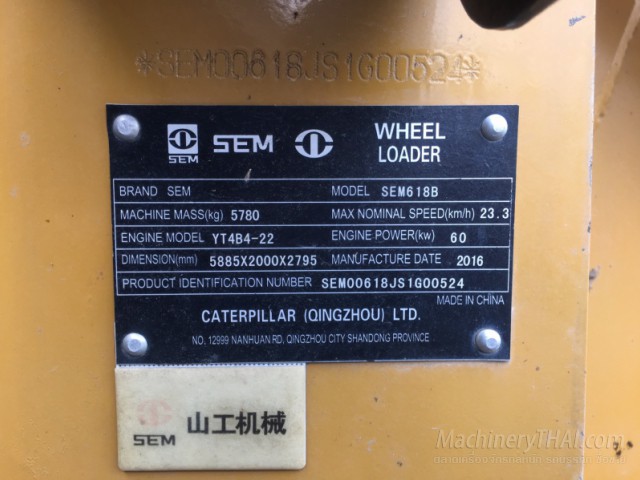 *SEM00618JS1G00524*
SEM SEM WHEEL
LOADER
BRAND SEM MODEL SEM618B
MACHINE MASS(kg) 5780 MAX NOMINAL SPEED(km/h) 23.3
ENGINE MODEL YT4B4-22 ENGINE POWER(kw) 60
DIMENSION(mm) 5885X2000X2795 MANUFACTURE DATE 2016
PRODUCT IDENTIFICATION NUMBER SEM00618JS1G00524
MADE IN CHINA
CATERPILLAR (QINGZHOU) LTD.
NO. 12999 NANHUAN RD, QINGZHOU CITY SHANDONG PROVINCE
SEM 山工机械
MachineryTHAI.com